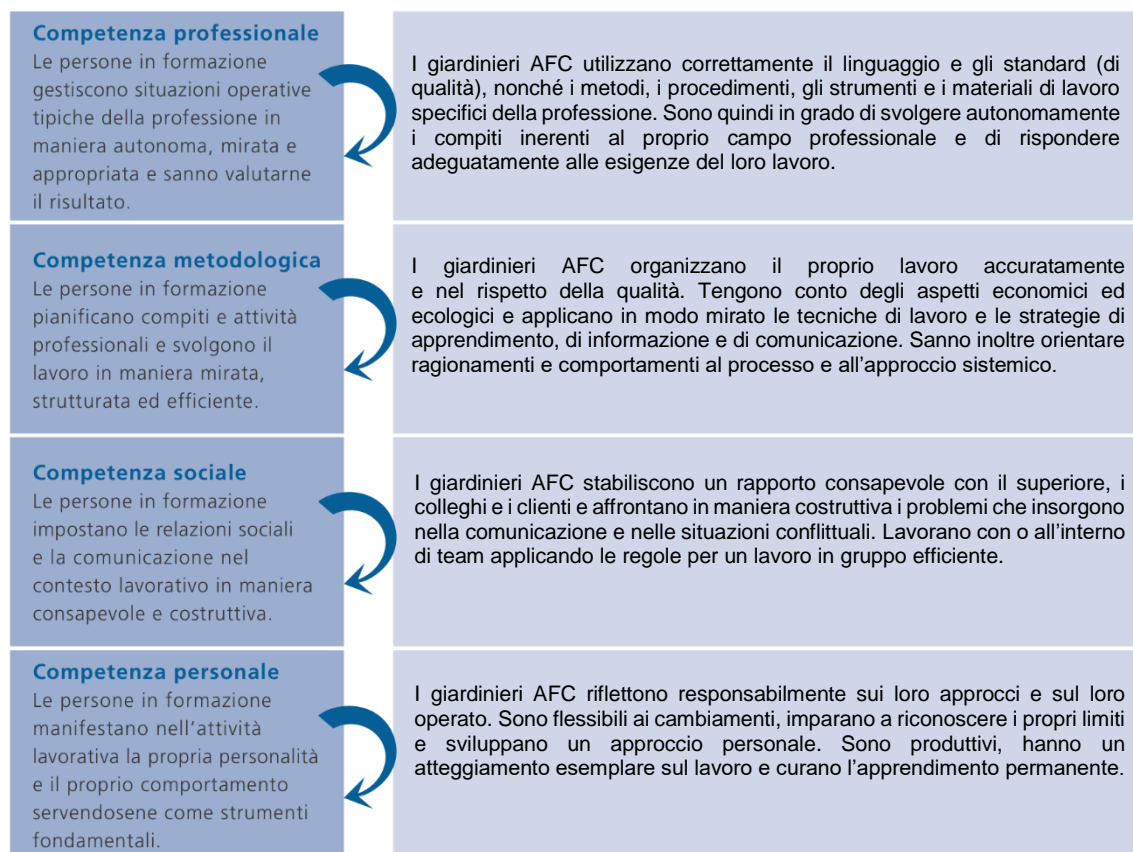 Competenza professionale
Le persone in formazione
gestiscono situazioni operative
tipiche della professione in
maniera autonoma, mirata e
appropriata e sanno valutarne
il risultato.
I giardinieri AFC utilizzano correttamente il linguaggio e gli standard (di
qualità), nonché i metodi, i procedimenti, gli strumenti e i materiali di lavoro
specifici della professione. Sono quindi in grado di svolgere autonomamente
i compiti inerenti al proprio campo professionale e di rispondere
adeguatamente alle esigenze del loro lavoro.
Competenza metodologica
Le persone in formazione
pianificano compiti e attività
professionali e svolgono il
lavoro in maniera mirata,
strutturata ed efficiente.
I giardinieri AFC organizzano il proprio lavoro accuratamente
e nel rispetto della qualità. Tengono conto degli aspetti economici ed
ecologici e applicano in modo mirato le tecniche di lavoro e le strategie di
apprendimento, di informazione e di comunicazione. Sanno inoltre orientare
ragionamenti e comportamenti al processo e all’approccio sistemico.
Competenza sociale
Le persone in formazione
impostano le relazioni sociali
e la comunicazione nel
contesto lavorativo in maniera
consapevole e costruttiva.
I giardinieri AFC stabiliscono un rapporto consapevole con il superiore, i
colleghi e i clienti e affrontano in maniera costruttiva i problemi che insorgono
nella comunicazione e nelle situazioni conflittuali. Lavorano con o all’interno
di team applicando le regole per un lavoro in gruppo efficiente.
Competenza personale
Le persone in formazione
manifestano nell’attività
lavorativa la propria personalità
e il proprio comportamento
servendosene come strumenti
fondamentali.
I giardinieri AFC riflettono responsabilmente sui loro approcci e sul loro
operato. Sono flessibili ai cambiamenti, imparano a riconoscere i propri limiti
e sviluppano un approccio personale. Sono produttivi, hanno un
atteggiamento esemplare sul lavoro e curano l’apprendimento permanente.